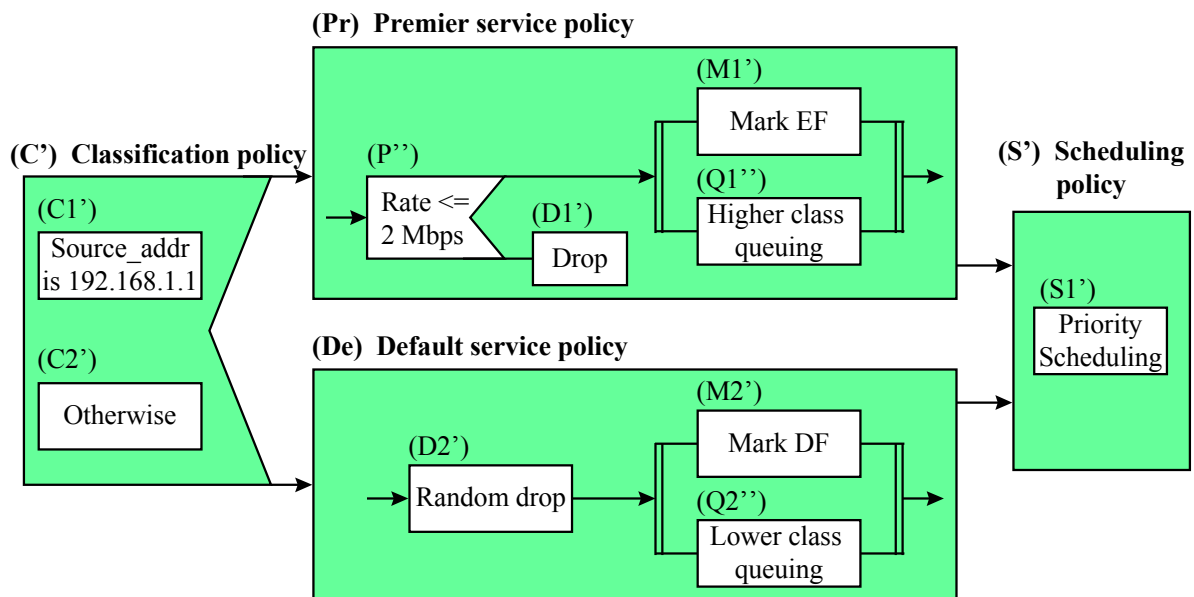 (Pr) Premier service policy
(M1’)
Mark EF
(C’) Classification policy
(P’’)
Rate <=
2 Mbps
(Q1’’)
Higher class
queuing
(D1’)
Drop
(S’) Scheduling
policy
(C1’)
Source_addr
is 192.168.1.1
(S1’)
Priority
Scheduling
(C2’)
Otherwise
(De) Default service policy
(M2’)
Mark DF
(D2’)
Random drop
(Q2’’)
Lower class
queuing